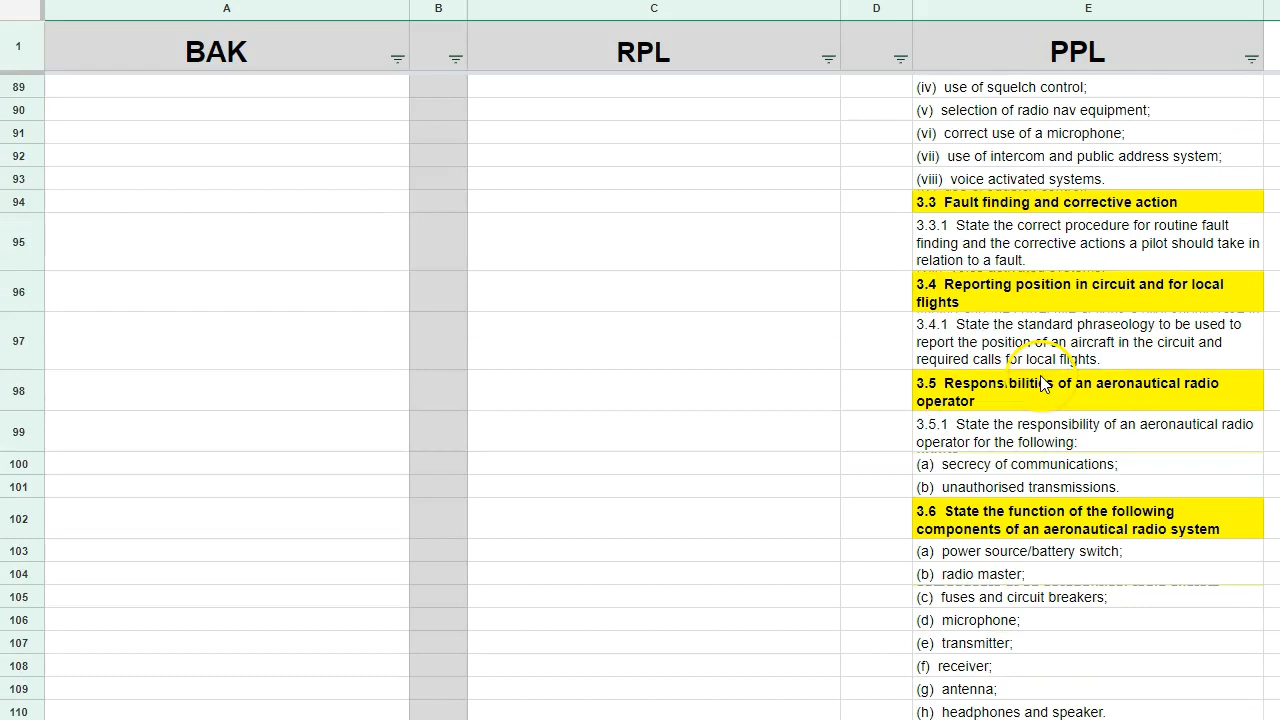 A B C D E
1 BAK RPL PPL
89 (iv) use of squelch control;
90 (v) selection of radio nav equipment;
91 (vi) correct use of a microphone;
92 (vii) use of intercom and public address system;
93 (viii) voice activated systems.
94 3.3 Fault finding and corrective action
95 3.3.1 State the correct procedure for routine fault
finding and the corrective actions a pilot should take in
relation to a fault.
96 3.4 Reporting position in circuit and for local
flights
97 3.4.1 State the standard phraseology to be used to
report the position of an aircraft in the circuit and
required calls for local flights.
98 3.5 Responsibilities of an aeronautical radio
operator
99 3.5.1 State the responsibility of an aeronautical radio
operator for the following:
100 (a) secrecy of communications;
101 (b) unauthorised transmissions.
102 3.6 State the function of the following
components of an aeronautical radio system
103 (a) power source/battery switch;
104 (b) radio master;
105 (c) fuses and circuit breakers;
106 (d) microphone;
107 (e) transmitter;
108 (f) receiver;
109 (g) antenna;
110 (h) headphones and speaker.